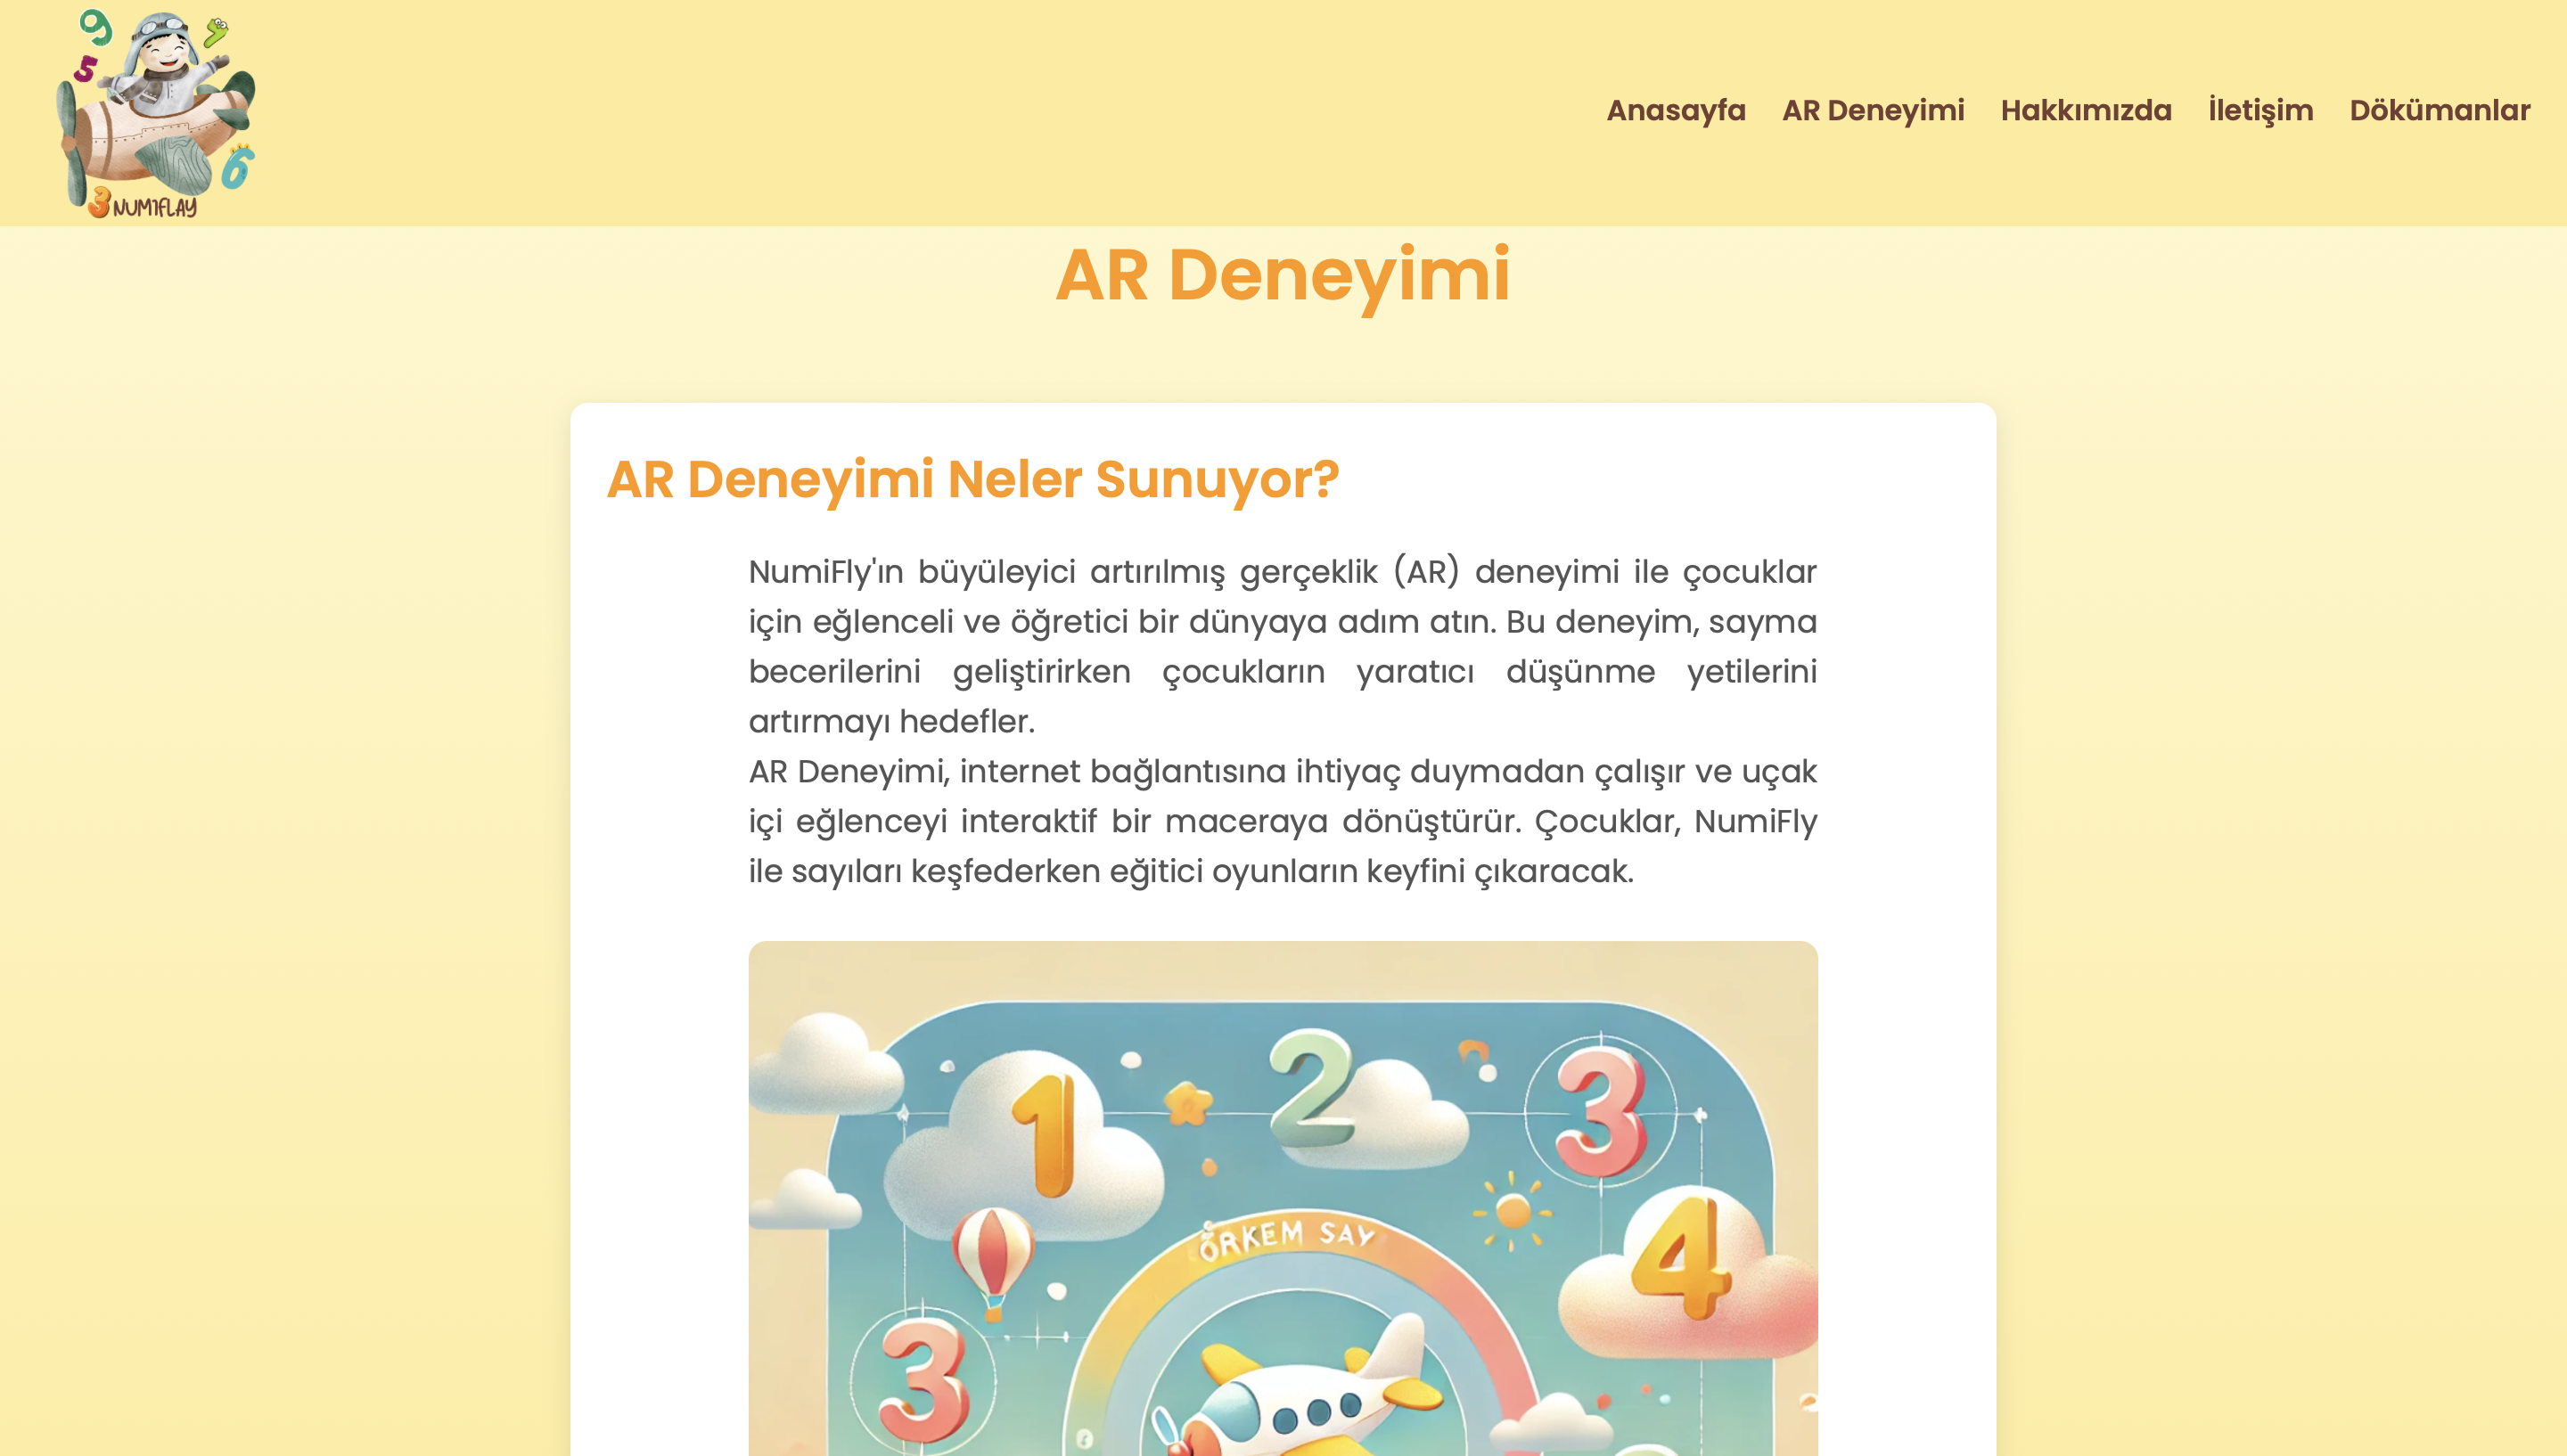 9
5
6
3 NUMIFLAY
Anasayfa AR Deneyimi Hakkımızda İletişim Dökümanlar
AR Deneyimi
AR Deneyimi Neler Sunuyor?
NumiFly'ın büyüleyici artırılmış gerçeklik (AR) deneyimi ile çocuklar
için eğlenceli ve öğretici bir dünyaya adım atın. Bu deneyim, sayma
becerilerini geliştirirken çocukların yaratıcı düşünme yetilerini
artırmayı hedefler.
AR Deneyimi, internet bağlantısına ihtiyaç duymadan çalışır ve uçak
içi eğlenceyi interaktif bir maceraya dönüştürür. Çocuklar, NumiFly
ile sayıları keşfederken eğitici oyunların keyfini çıkaracak.
1 2 3
4
ÖRKEM SAY
3